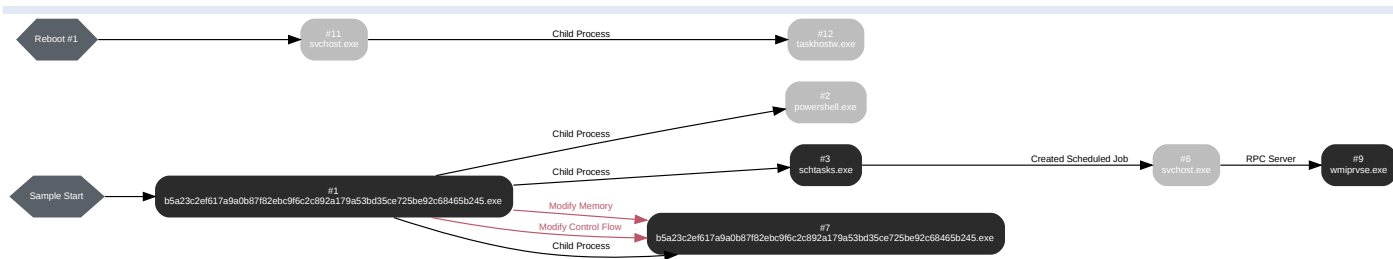 Reboot #1
#11
svchost.exe
Child Process
#12
taskhostw.exe
#2
powershell.exe
Child Process
#3
schtasks.exe
Child Process
Created Scheduled Job
#6
svchost.exe
RPC Server
#9
wmiprvse.exe
Sample Start
#1
b5a23c2ef617a9a0b87f82ebc9f6c2c892a179a53bd35ce725be92c68465b245.exe
Modify Memory
Modify Control Flow
Child Process
#7
b5a23c2ef617a9a0b87f82ebc9f6c2c892a179a53bd35ce725be92c68465b245.exe